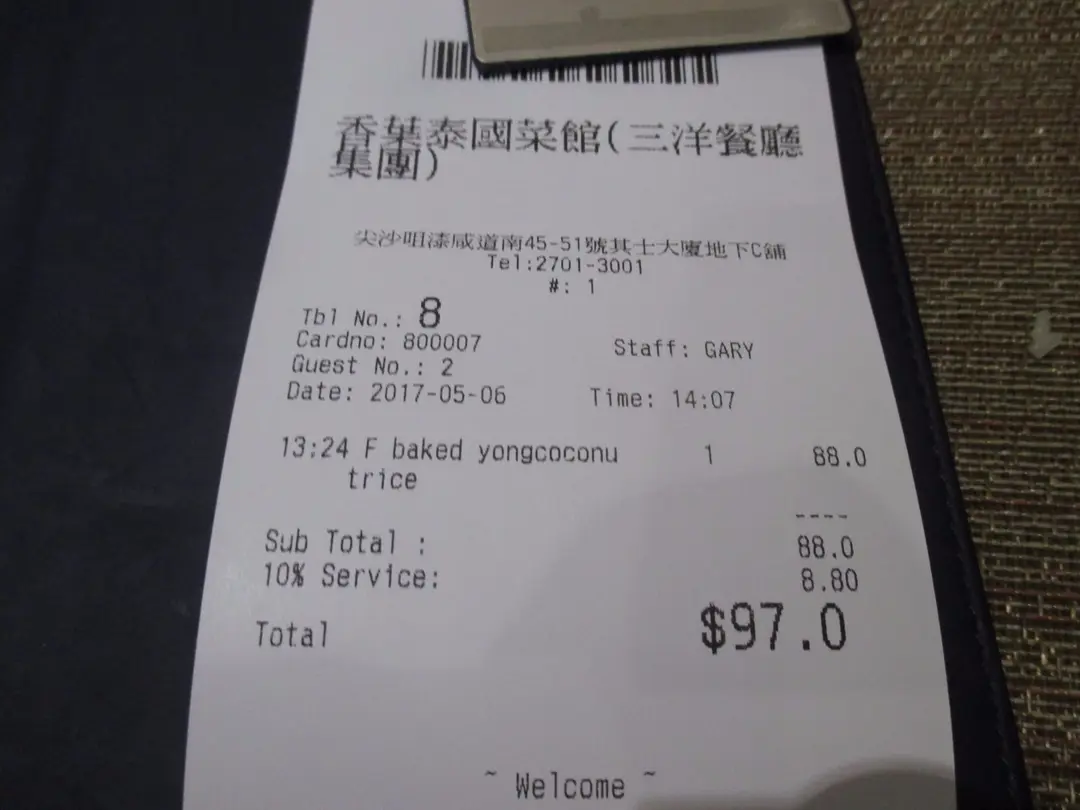 香葉泰國菜館(三洋餐廳
集團)
尖沙咀漆咸道南45-51號其士大廈地下C舖
Tel:2701-3001
#: 1
Tbl No.: 8
Cardno: 800007 Staff: GARY
Guest No.: 2
Date: 2017-05-06 Time: 14:07
13:24 F baked yongcoconu 1 88.0
trice
----
Sub Total : 88.0
10% Service: 8.80
Total $97.0
~ Welcome ~